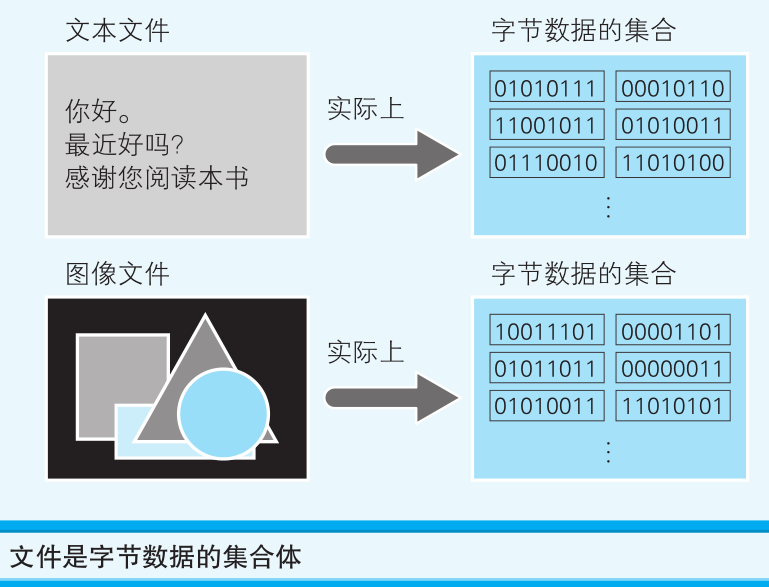 文本文件
字节数据的集合
你好。
最近好吗?
感谢您阅读本书
实际上
01010111 00010110
11001011 01010011
01110010 11010100
⋮
图像文件
字节数据的集合
实际上
10011101 00001101
01011011 00000011
01010011 11010101
⋮
文件是字节数据的集合体